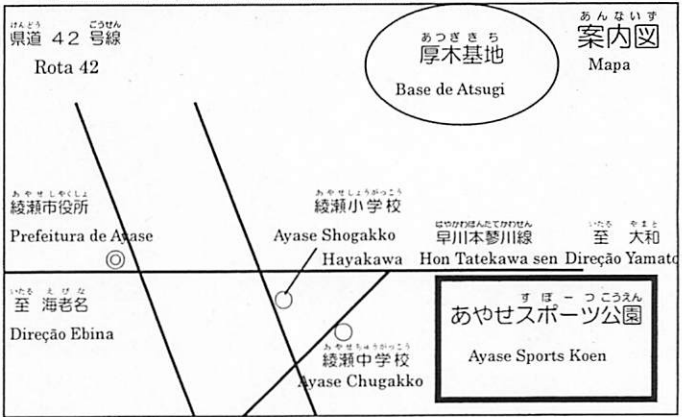 けんどう ごうせん
県道 42 号線
Rota 42
あつぎきち
厚木基地
Base de Atsugi
あんないず
案内図
Mapa
あやせしやくしょ
綾瀬市役所
Prefeitura de Ayase
あやせしょうがっこう
綾瀬小学校
Ayase Shogakko
はやかわほんたてかわせん
早川本蓼川線
Hayakawa Hon Tatekawa sen
いたる やまと
至 大和
Direção Yamato
いたる えびな
至 海老名
Direção Ebina
あやせちゅうがっこう
綾瀬中学校
Ayase Chugakko
すぽーつこうえん
あやせスポーツ公園
Ayase Sports Koen